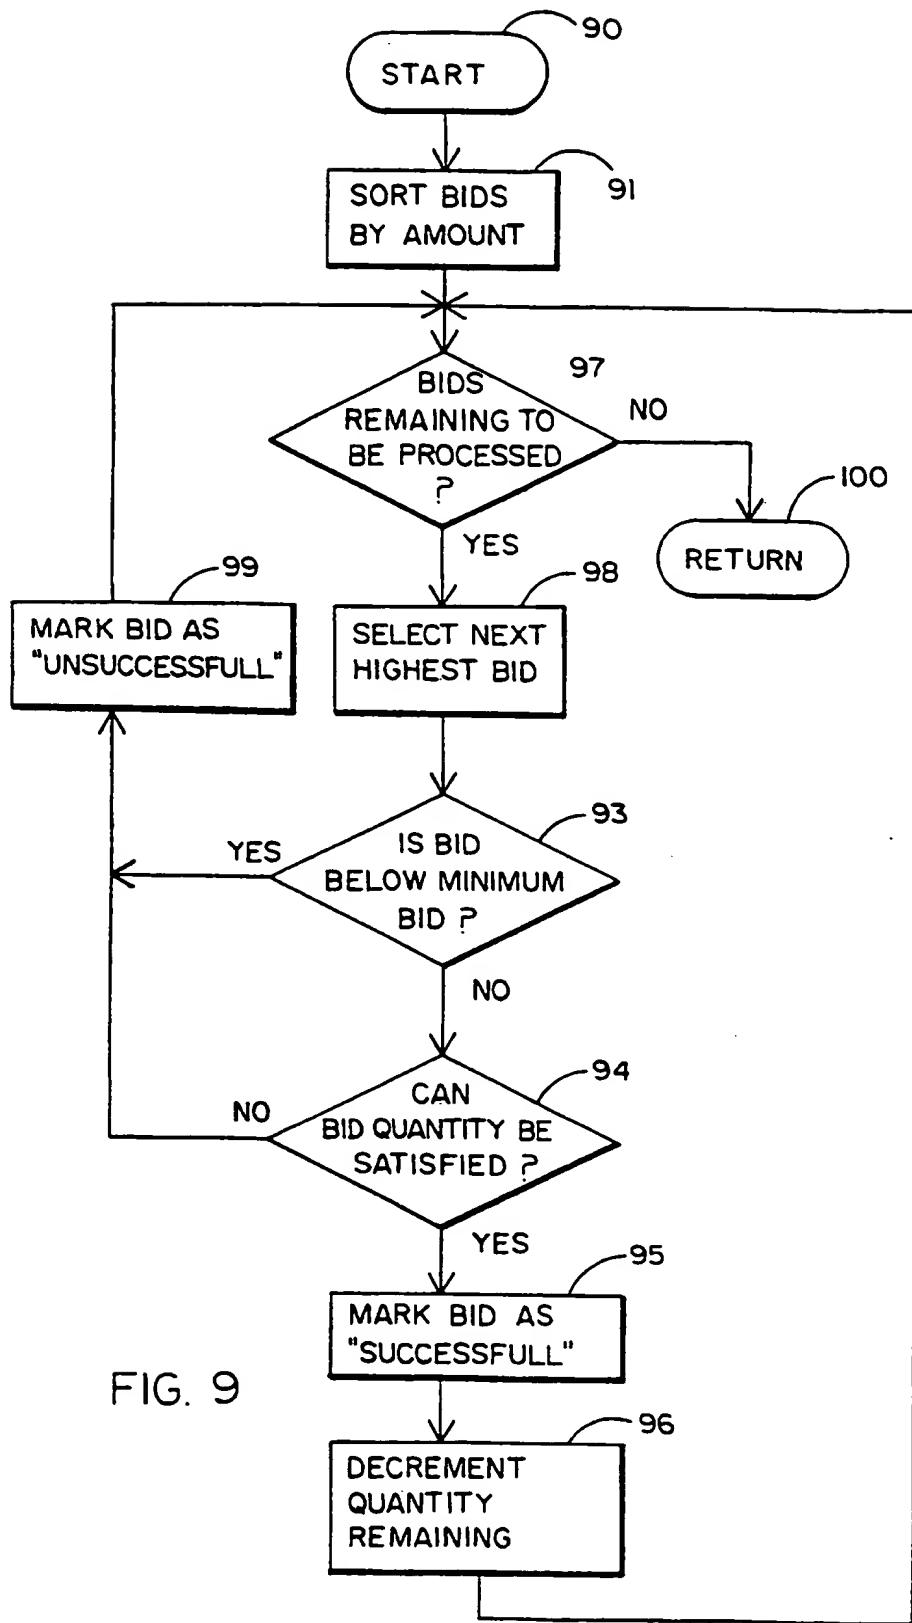 90
START
91
SORT BIDS
BY AMOUNT
97
BIDS
REMAINING TO
BE PROCESSED
?
NO
100
RETURN
YES
99
MARK BID AS
"UNSUCCESSFULL"
98
SELECT NEXT
HIGHEST BID
93
YES
IS BID
BELOW MINIMUM
BID ?
NO
94
NO
CAN
BID QUANTITY BE
SATISFIED ?
YES
95
MARK BID AS
"SUCCESSFULL"
FIG. 9
96
DECREMENT
QUANTITY
REMAINING